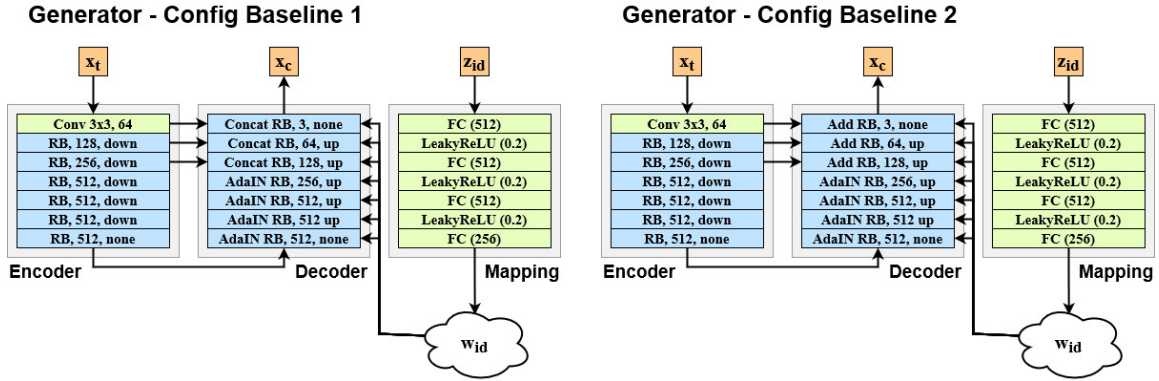 Generator - Config Baseline 1
x_t
x_c
z_id
Conv 3x3, 64
RB, 128, down
RB, 256, down
RB, 512, down
RB, 512, down
RB, 512, down
RB, 512, none
Encoder
Concat RB, 3, none
Concat RB, 64, up
Concat RB, 128, up
AdaIN RB, 256, up
AdaIN RB, 512, up
AdaIN RB, 512 up
AdaIN RB, 512, none
Decoder
FC (512)
LeakyReLU (0.2)
FC (512)
LeakyReLU (0.2)
FC (512)
LeakyReLU (0.2)
FC (256)
Mapping
w_id
Generator - Config Baseline 2
x_t
x_c
z_id
Conv 3x3, 64
RB, 128, down
RB, 256, down
RB, 512, down
RB, 512, down
RB, 512, down
RB, 512, none
Encoder
Add RB, 3, none
Add RB, 64, up
Add RB, 128, up
AdaIN RB, 256, up
AdaIN RB, 512, up
AdaIN RB, 512 up
AdaIN RB, 512, none
Decoder
FC (512)
LeakyReLU (0.2)
FC (512)
LeakyReLU (0.2)
FC (512)
LeakyReLU (0.2)
FC (256)
Mapping
w_id